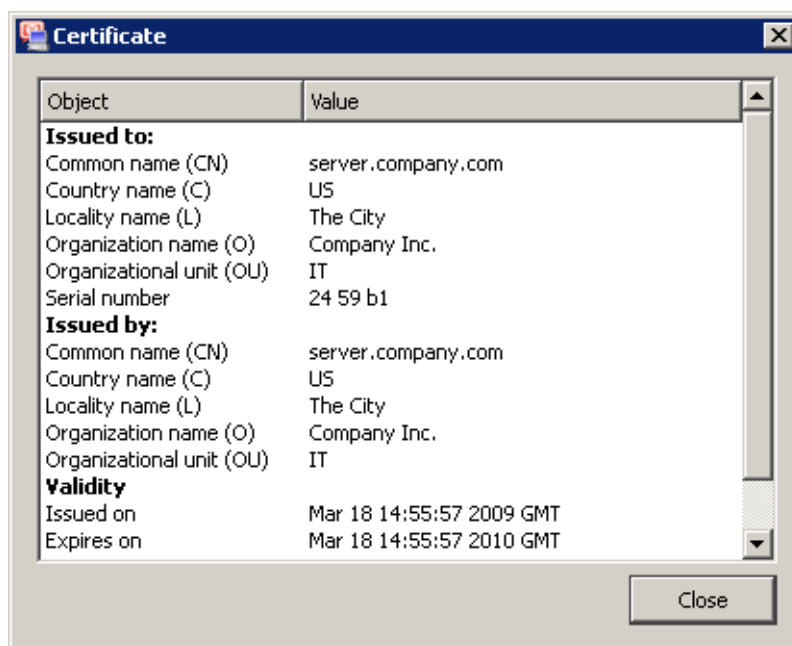 Certificate
Object Value
Issued to:
Common name (CN) server.company.com
Country name (C) US
Locality name (L) The City
Organization name (O) Company Inc.
Organizational unit (OU) IT
Serial number 24 59 b1
Issued by:
Common name (CN) server.company.com
Country name (C) US
Locality name (L) The City
Organization name (O) Company Inc.
Organizational unit (OU) IT
Validity
Issued on Mar 18 14:55:57 2009 GMT
Expires on Mar 18 14:55:57 2010 GMT
Close